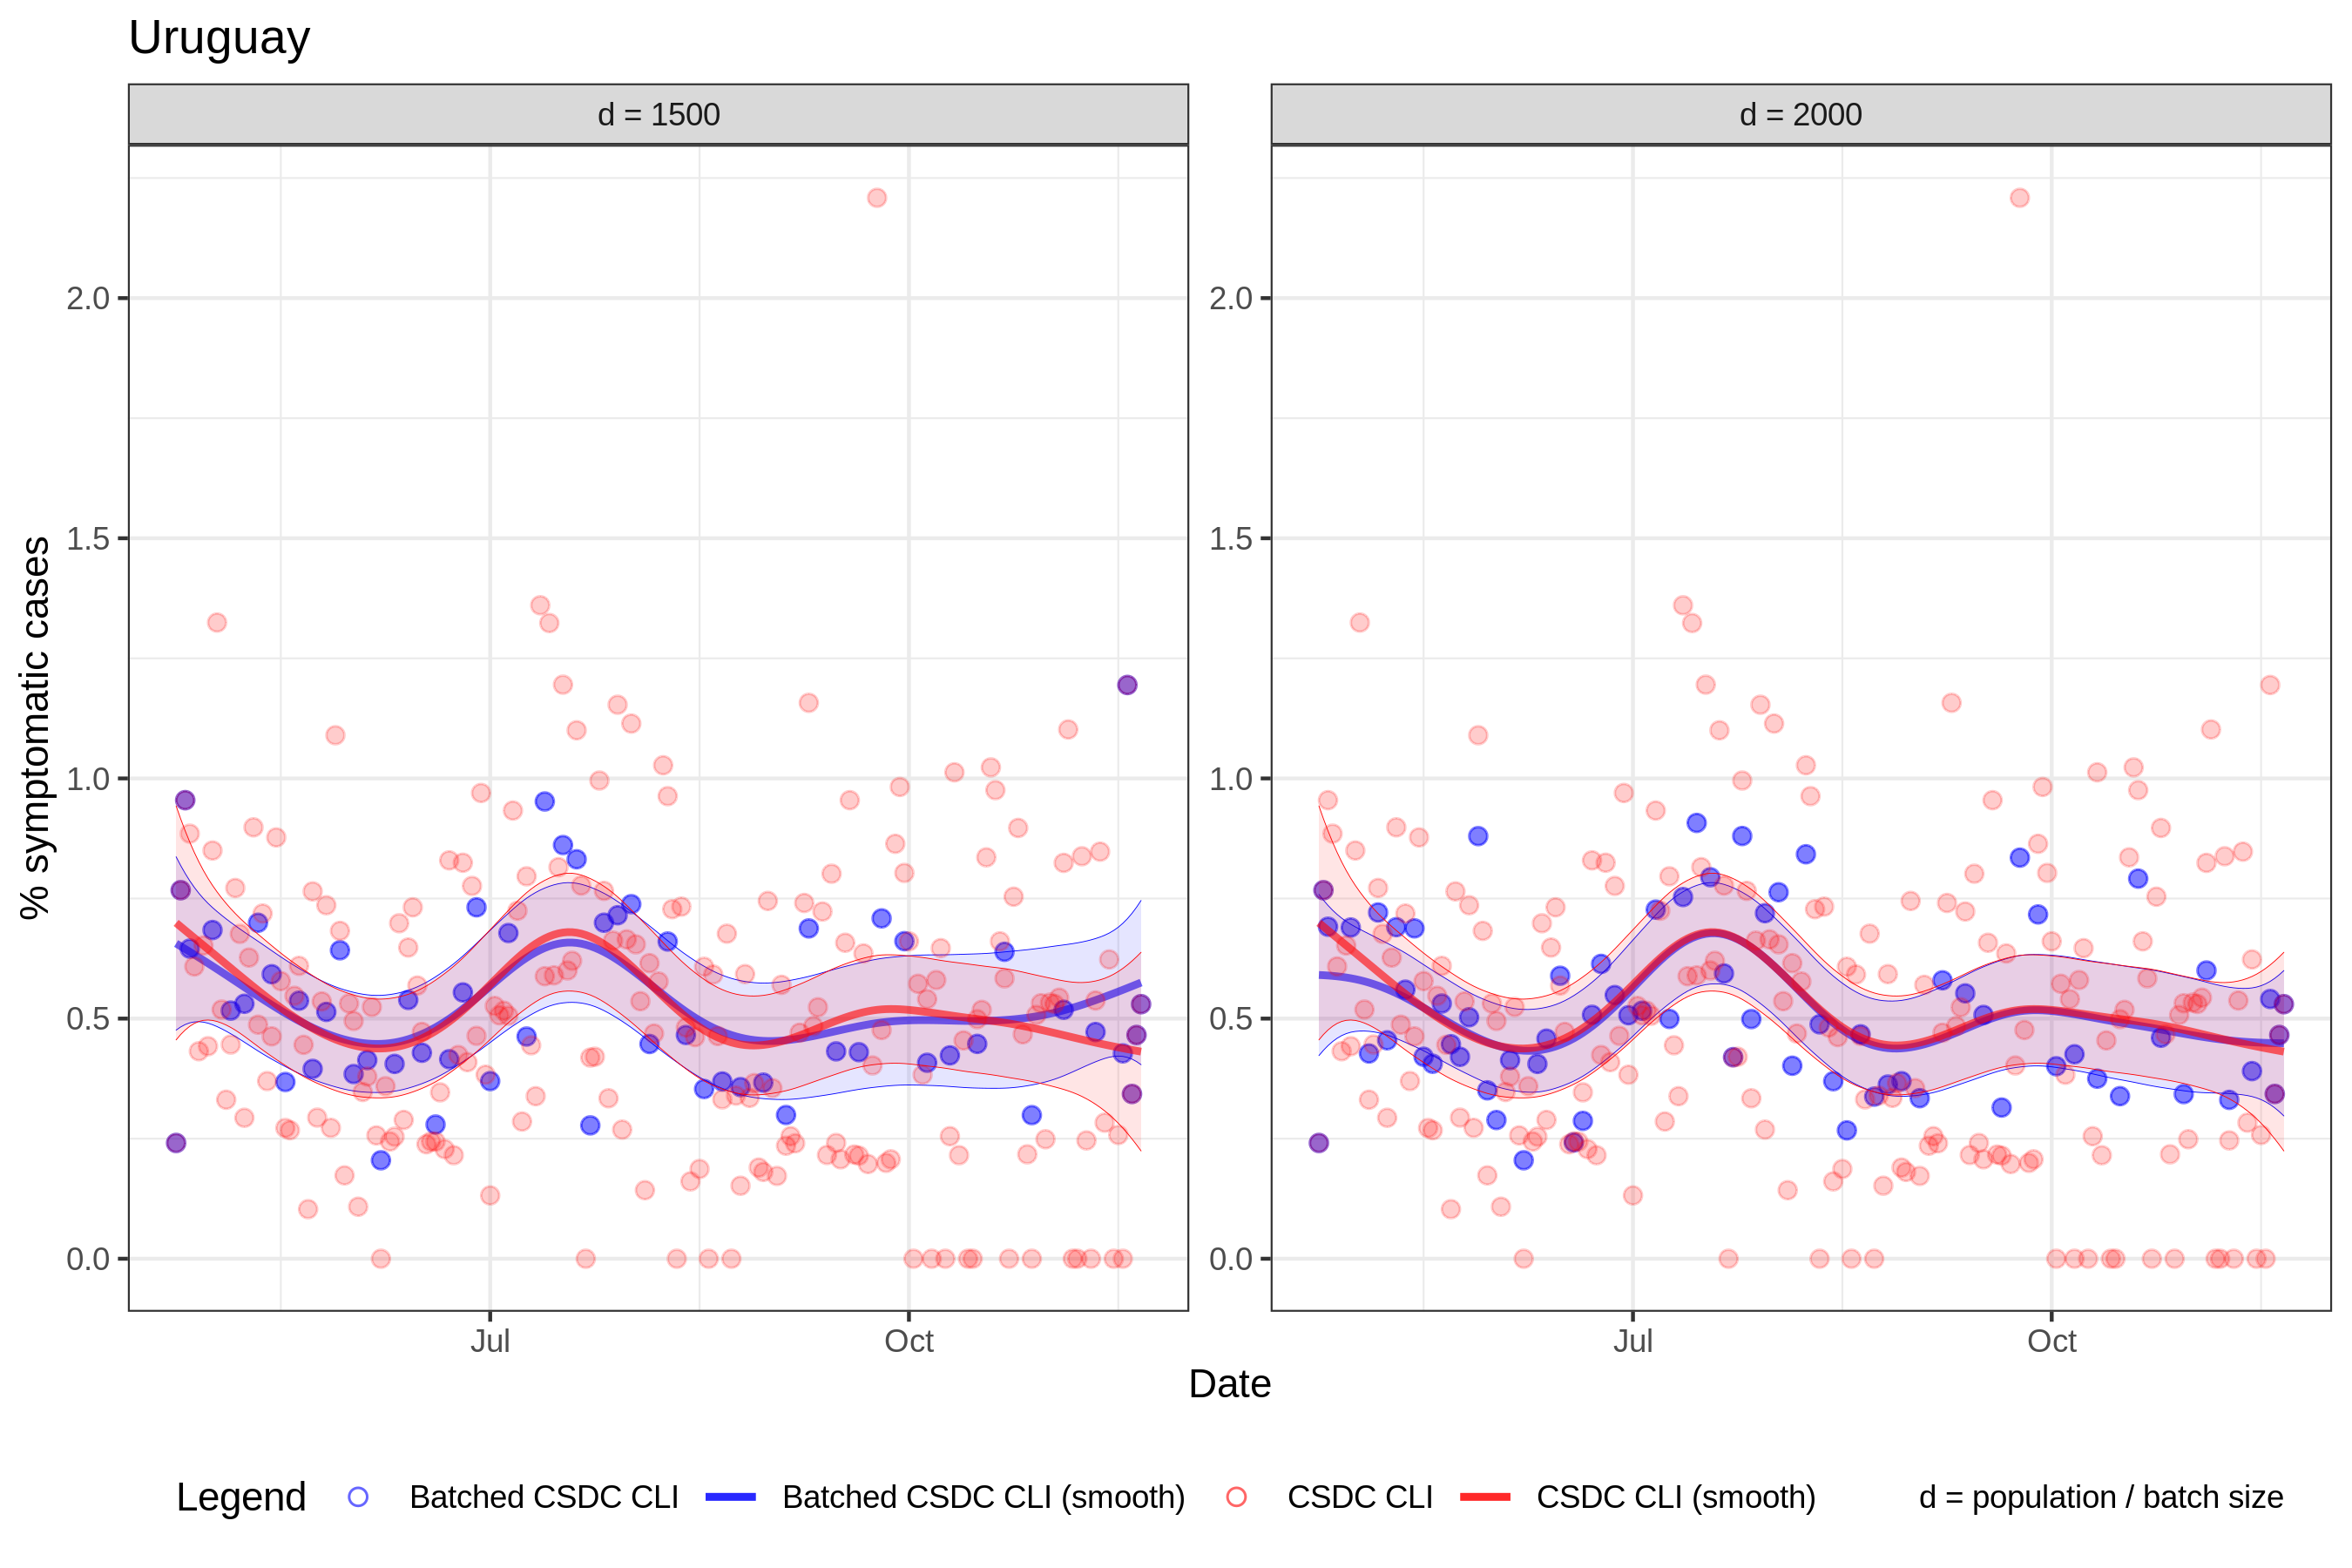 Uruguay
d = 1500
d = 2000
% symptomatic cases
2.0
1.5
1.0
0.5
0.0
2.0
1.5
1.0
0.5
0.0
Jul
Oct
Jul
Oct
Date
Legend
Batched CSDC CLI
Batched CSDC CLI (smooth)
CSDC CLI
CSDC CLI (smooth)
d = population / batch size